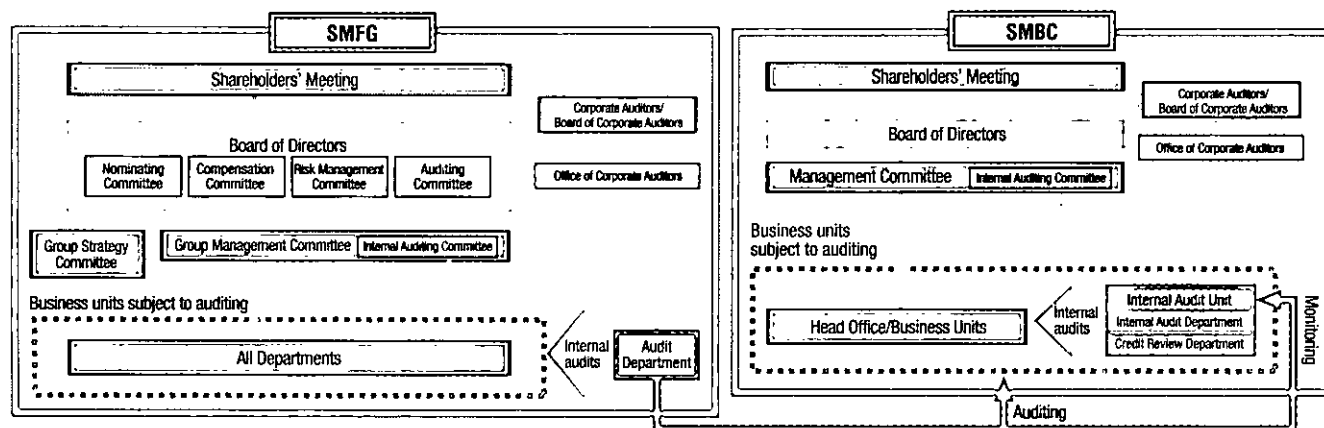 SMFG
Shareholders' Meeting
Corporate Auditors/
Board of Corporate Auditors
Board of Directors
Nominating
Committee
Compensation
Committee
Risk Management
Committee
Auditing
Committee
Office of Corporate Auditors
Group Strategy
Committee
Group Management Committee
Internal Auditing Committee
Business units subject to auditing
All Departments
Internal
audits
Audit
Department
SMBC
Shareholders' Meeting
Corporate Auditors/
Board of Corporate Auditors
Board of Directors
Office of Corporate Auditors
Management Committee
Internal Auditing Committee
Business units
subject to auditing
Head Office/Business Units
Internal
audits
Internal Audit Unit
Internal Audit Department
Credit Review Department
Monitoring
Auditing